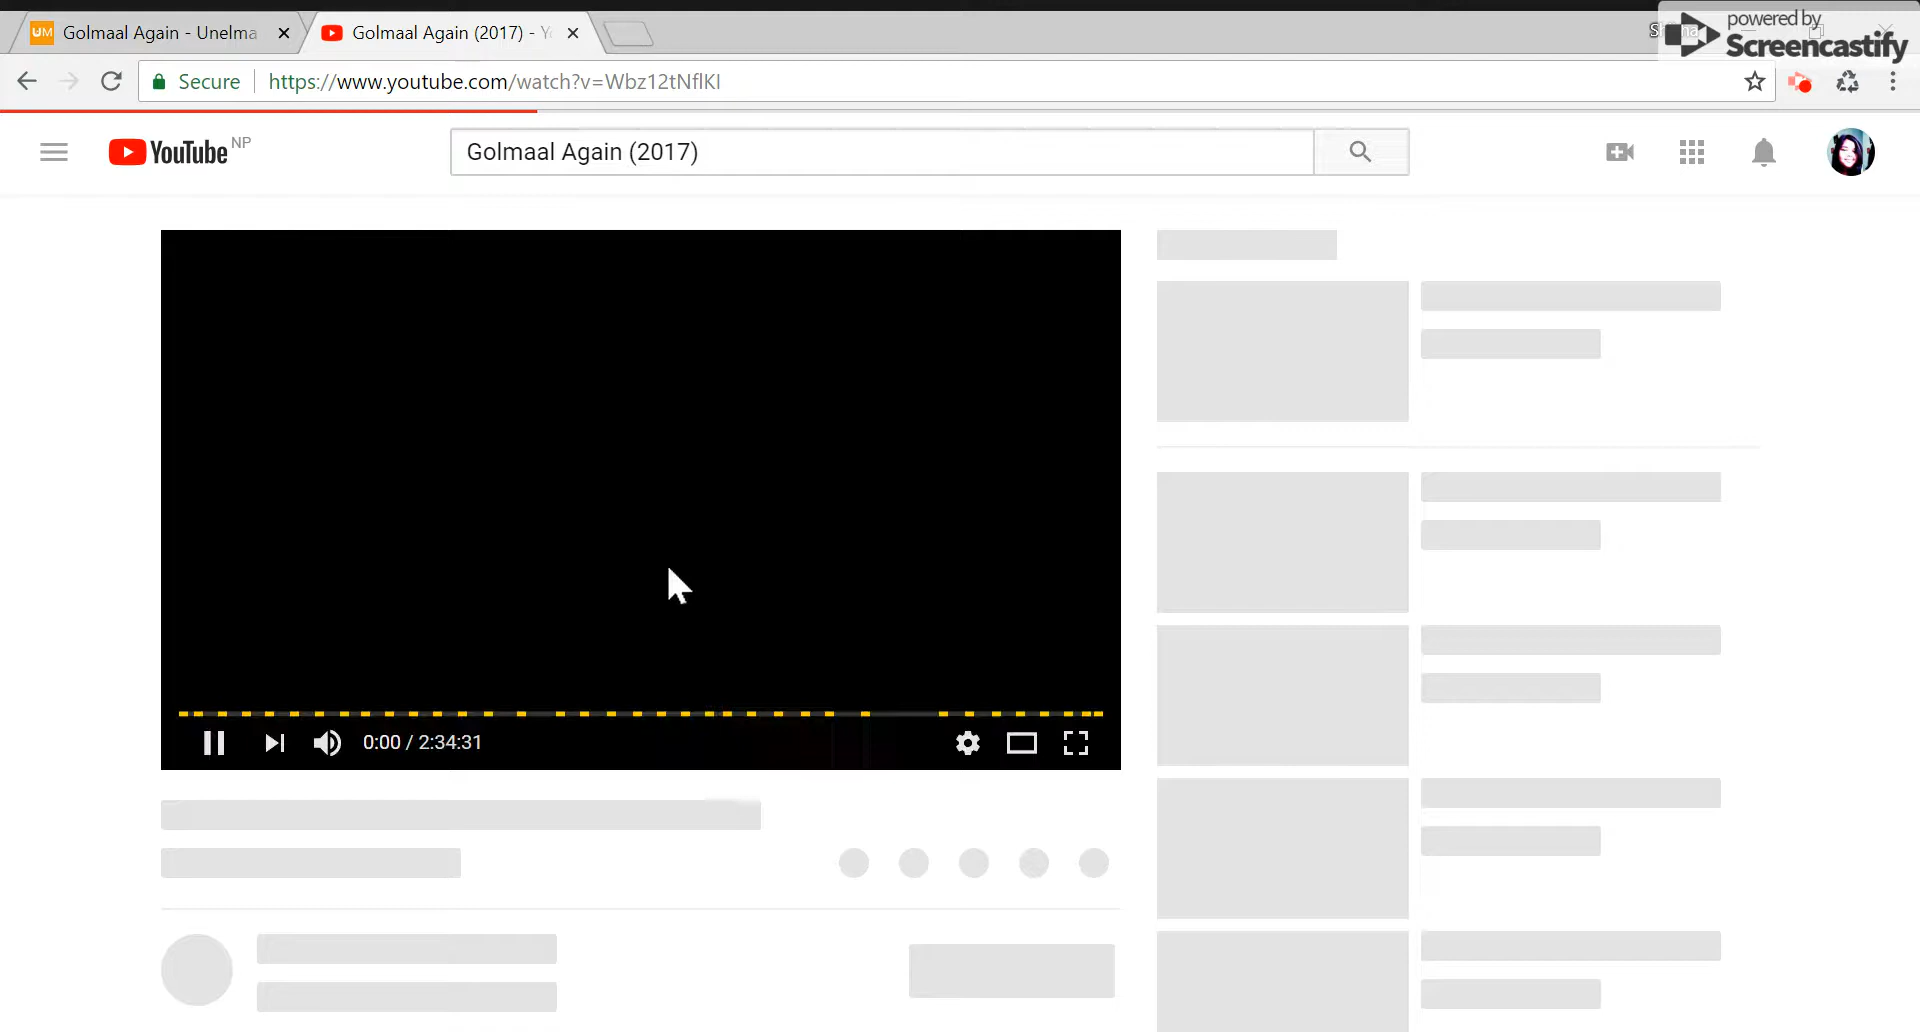 Golmaal Again - Unelma
Golmaal Again (2017) - Y
powered by
Screencastify
Secure
https://www.youtube.com/watch?v=Wbz12tNflKI
YouTube NP
Golmaal Again (2017)
0:00 / 2:34:31